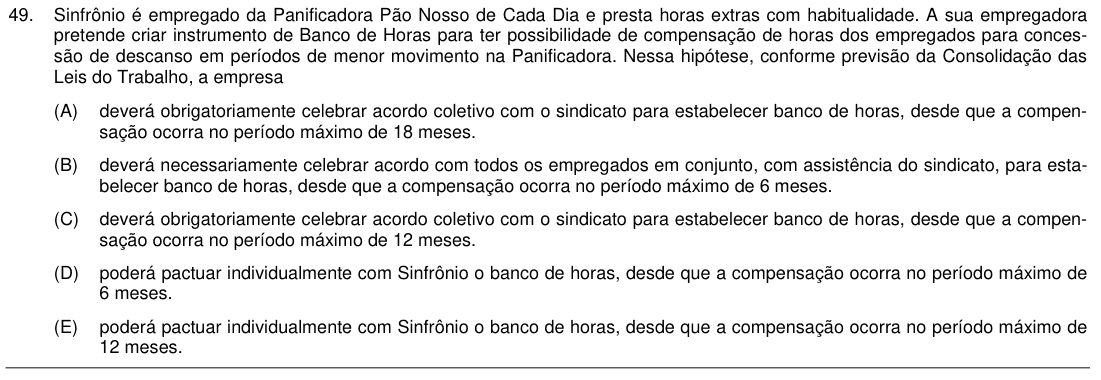 49. Sinfrônio é empregado da Panificadora Pão Nosso de Cada Dia e presta horas extras com habitualidade. A sua empregadora
pretende criar instrumento de Banco de Horas para ter possibilidade de compensação de horas dos empregados para conces-
são de descanso em períodos de menor movimento na Panificadora. Nessa hipótese, conforme previsão da Consolidação das
Leis do Trabalho, a empresa
(A) deverá obrigatoriamente celebrar acordo coletivo com o sindicato para estabelecer banco de horas, desde que a compen-
sação ocorra no período máximo de 18 meses.
(B) deverá necessariamente celebrar acordo com todos os empregados em conjunto, com assistência do sindicato, para esta-
belecer banco de horas, desde que a compensação ocorra no período máximo de 6 meses.
(C) deverá obrigatoriamente celebrar acordo coletivo com o sindicato para estabelecer banco de horas, desde que a compen-
sação ocorra no período máximo de 12 meses.
(D) poderá pactuar individualmente com Sinfrônio o banco de horas, desde que a compensação ocorra no período máximo de
6 meses.
(E) poderá pactuar individualmente com Sinfrônio o banco de horas, desde que a compensação ocorra no período máximo de
12 meses.